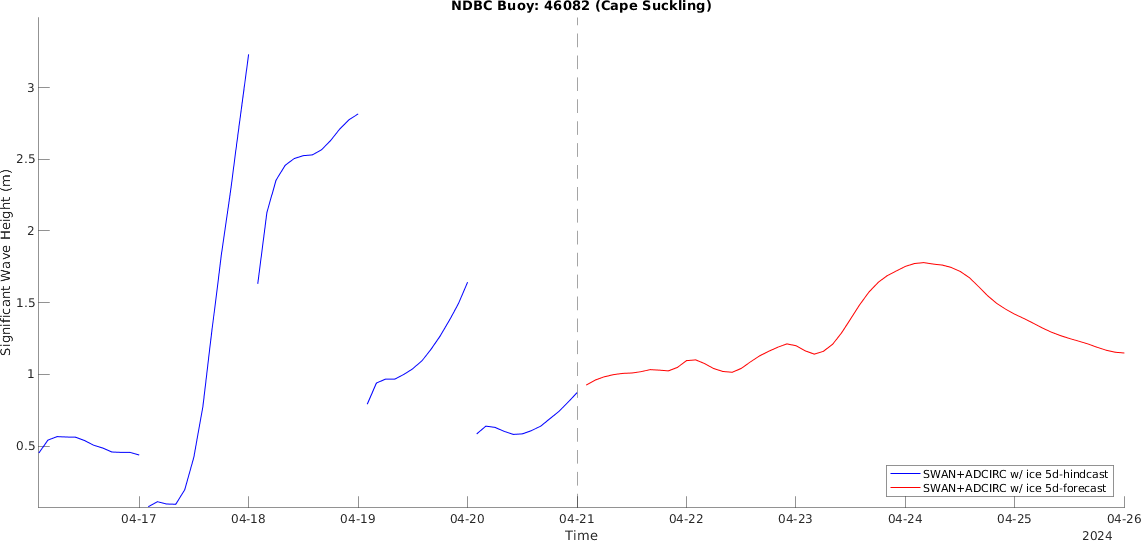 NDBC Buoy: 46082 (Cape Suckling)
Significant Wave Height (m)
3
2.5
2
1.5
1
0.5
SWAN+ADCIRC w/ ice 5d-hindcast
SWAN+ADCIRC w/ ice 5d-forecast
04-17 04-18 04-19 04-20 04-21 04-22 04-23 04-24 04-25 04-26
Time
2024